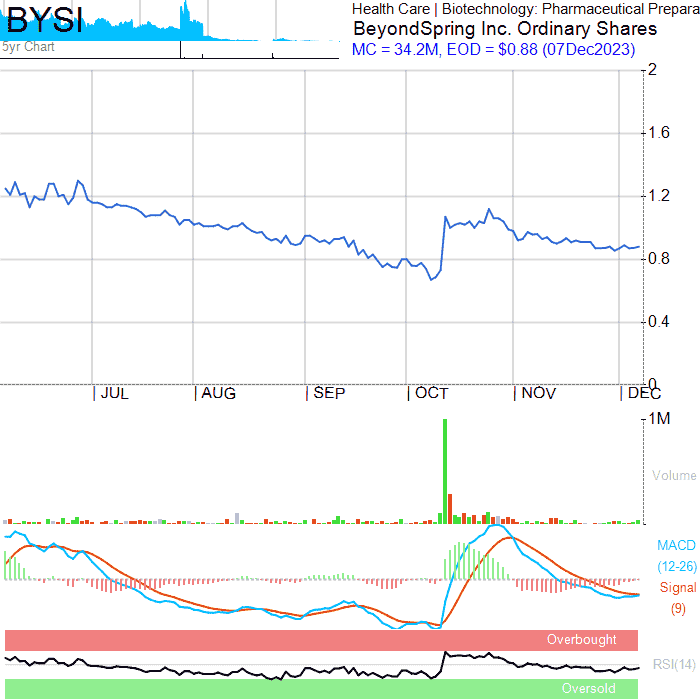 BYSI
Health Care | Biotechnology: Pharmaceutical Prepara
BeyondSpring Inc. Ordinary Shares
5yr Chart
MC = 34.2M, EOD = $0.88 (07Dec2023)
2
1.6
1.2
0.8
0.4
0
JUL
AUG
SEP
OCT
NOV
DEC
1M
Volume
MACD
(12-26)
Signal
(9)
Overbought
RSI(14)
Oversold